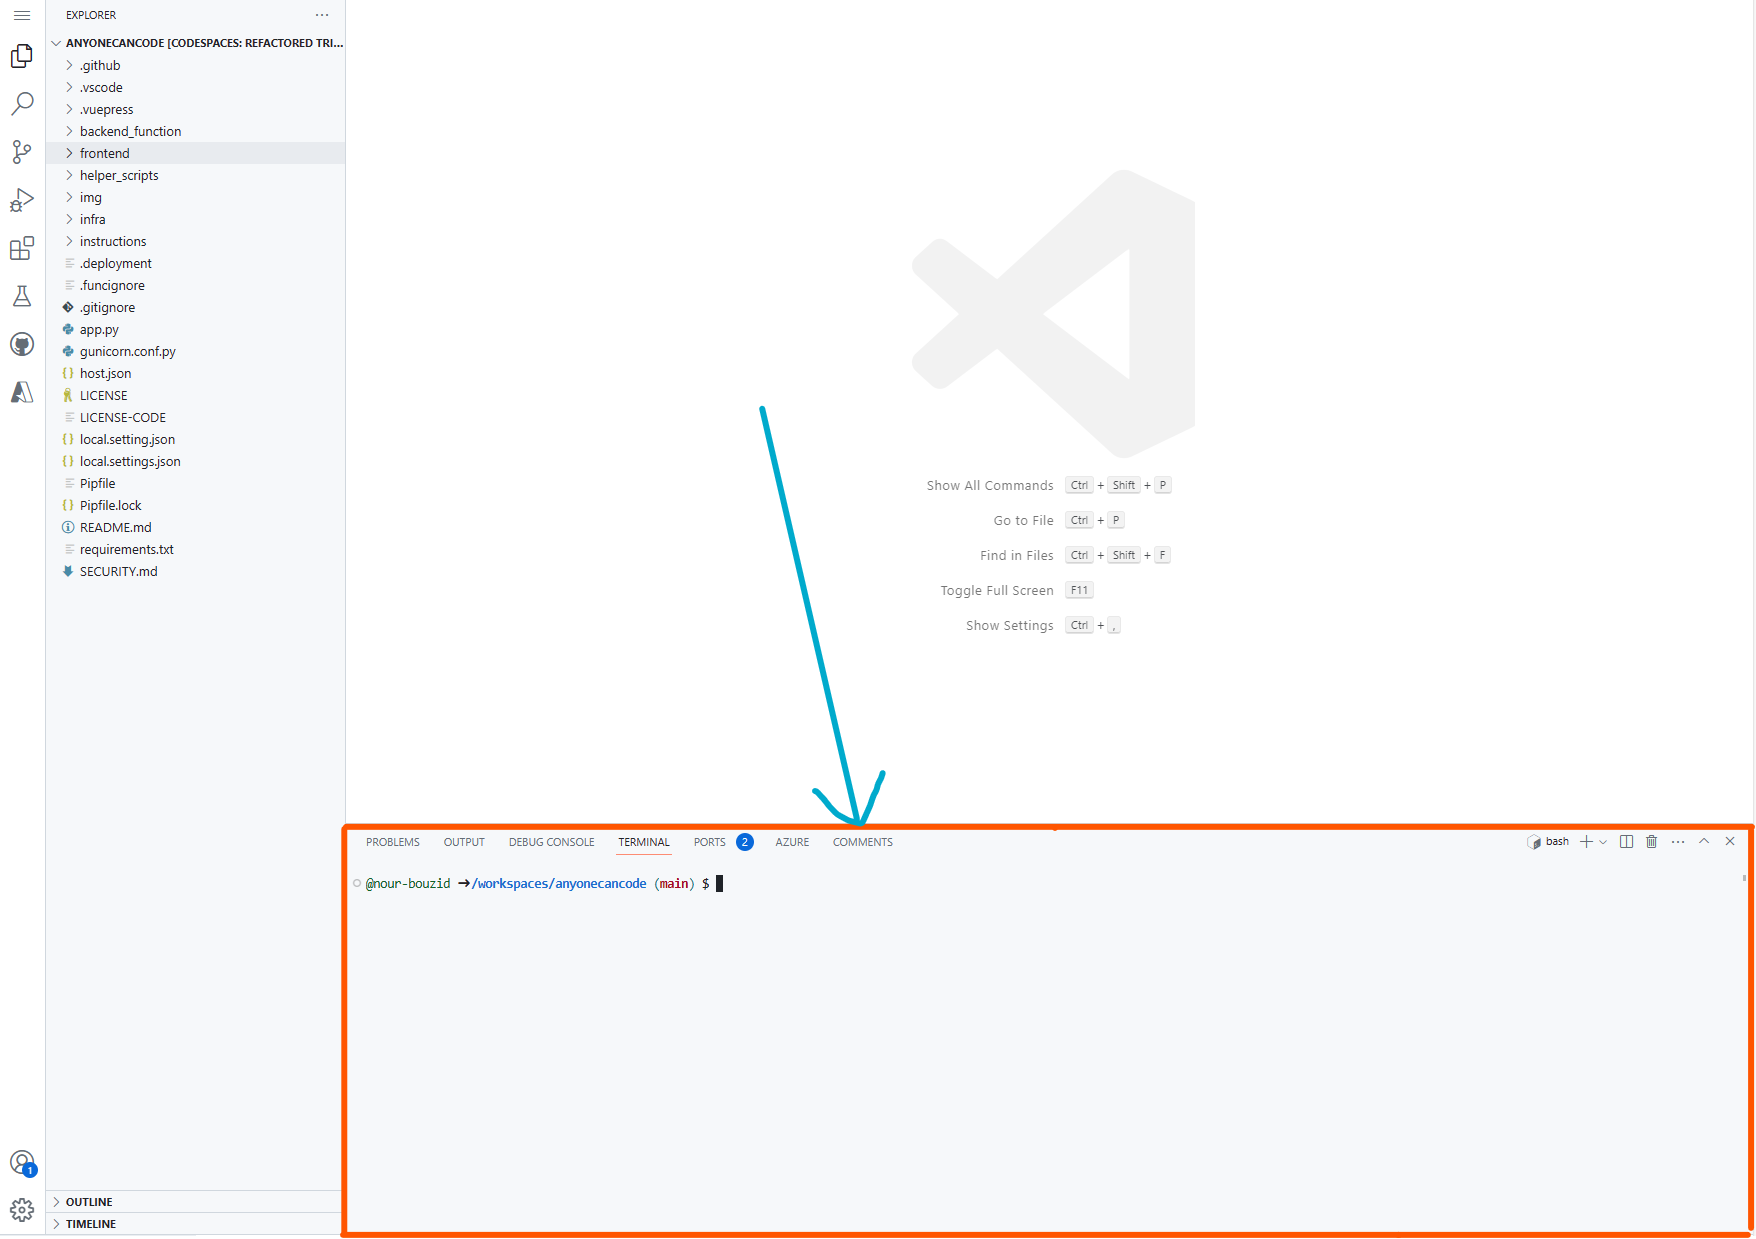 EXPLORER
ANYONECANCODE [CODESPACES: REFACTORED TRI...
.github
.vscode
.vuepress
backend_function
frontend
helper_scripts
img
infra
instructions
.deployment
.funcignore
.gitignore
app.py
gunicorn.conf.py
host.json
LICENSE
LICENSE-CODE
local.setting.json
local.settings.json
Pipfile
Pipfile.lock
README.md
requirements.txt
SECURITY.md
OUTLINE
TIMELINE
1
Show All Commands Ctrl + Shift + P
Go to File Ctrl + P
Find in Files Ctrl + Shift + F
Toggle Full Screen F11
Show Settings Ctrl + ,
PROBLEMS OUTPUT DEBUG CONSOLE TERMINAL PORTS 2 AZURE COMMENTS bash
@nour-bouzid ➜/workspaces/anyonecancode (main) $